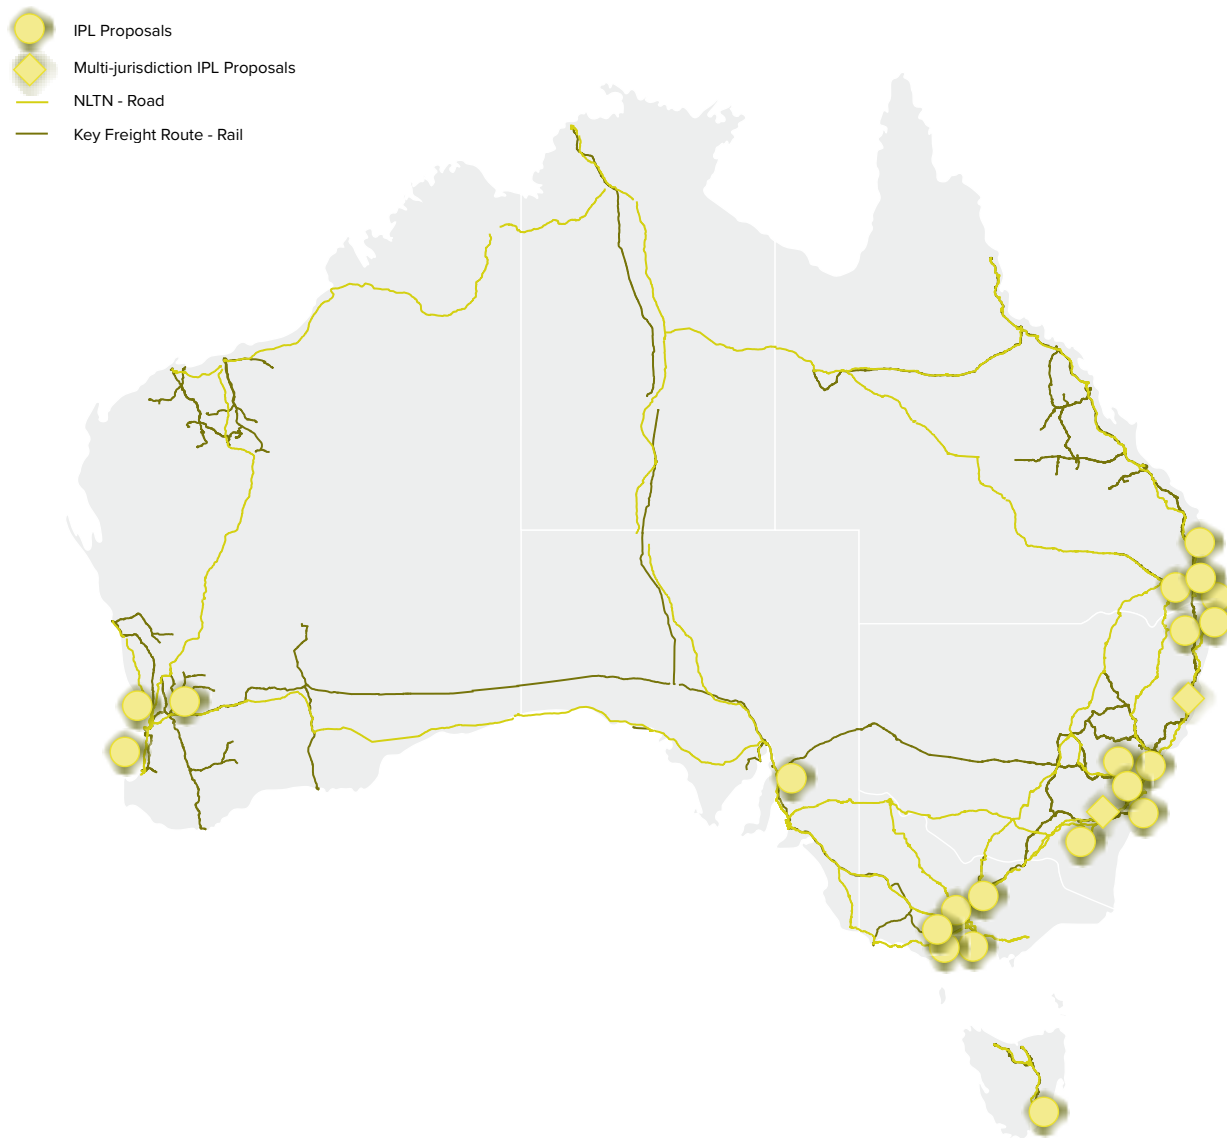 IPL Proposals
Multi-jurisdiction IPL Proposals
NLTN - Road
Key Freight Route - Rail